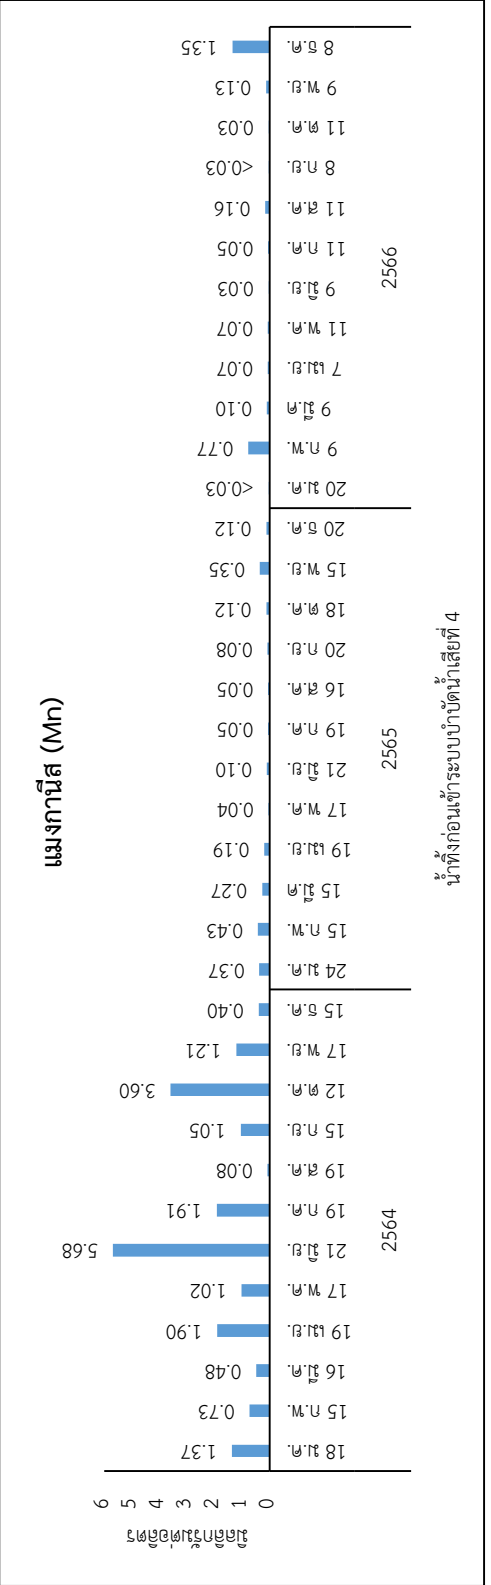 แมงกานีส (Mn)
มิลลิกรัมต่อลิตร
6
5
4
3
2
1
0
1.37
0.73
0.48
1.90
1.02
5.68
1.91
0.08
1.05
3.60
1.21
0.40
0.37
0.43
0.27
0.19
0.04
0.10
0.05
0.05
0.08
0.12
0.35
0.12
<0.03
0.77
0.10
0.07
0.07
0.03
0.05
0.16
<0.03
0.03
0.13
1.35
18 ม.ค.
15 ก.พ.
16 มี.ค.
19 เม.ย.
17 พ.ค.
21 มิ.ย.
19 ก.ค.
19 ส.ค.
15 ก.ย.
12 ต.ค.
17 พ.ย.
15 ธ.ค.
24 ม.ค.
15 ก.พ.
15 มี.ค
19 เม.ย.
17 พ.ค.
21 มิ.ย.
19 ก.ค.
16 ส.ค.
20 ก.ย.
18 ต.ค.
15 พ.ย.
20 ธ.ค.
20 ม.ค.
9 ก.พ.
9 มี.ค
7 เม.ย.
11 พ.ค.
9 มิ.ย.
11 ก.ค.
11 ส.ค.
8 ก.ย.
11 ต.ค.
9 พ.ย.
8 ธ.ค.
2564
2565
2566
น้ำทิ้งก่อนเข้าระบบบำบัดน้ำเสียที่ 4